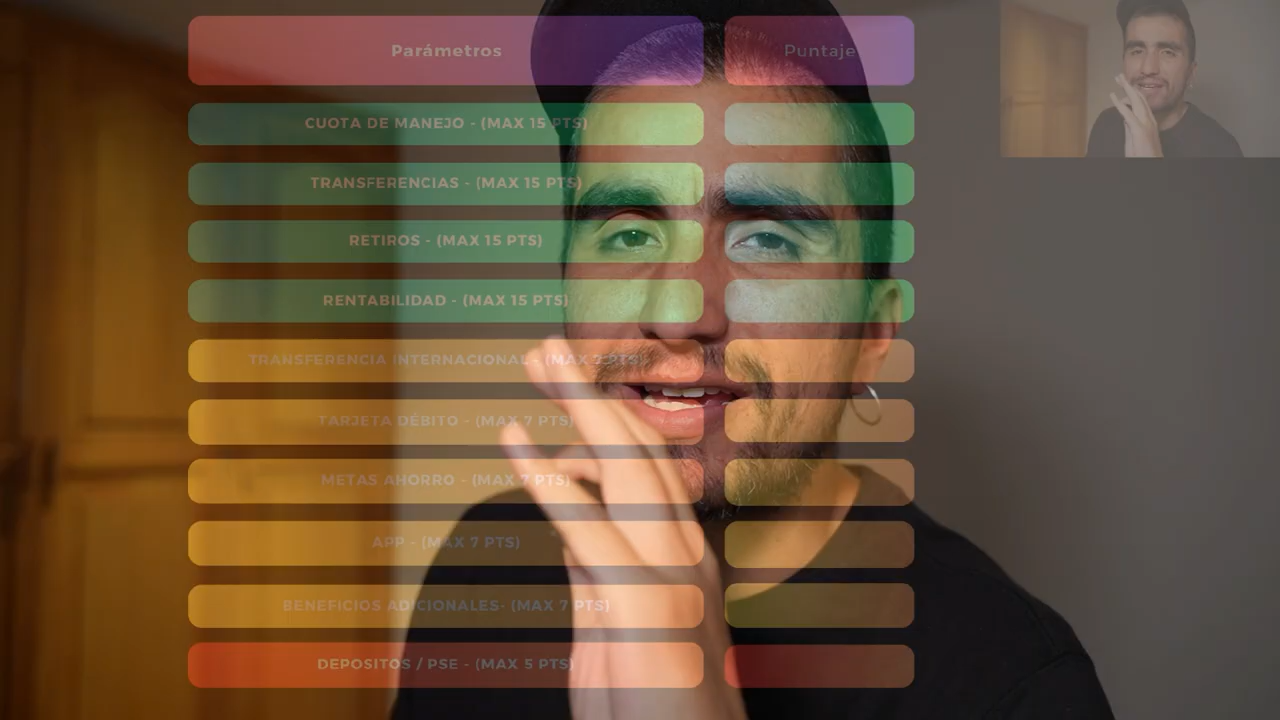 Parámetros
Puntaje
CUOTA DE MANEJO - (MAX 15 PTS)
TRANSFERENCIAS - (MAX 15 PTS)
RETIROS - (MAX 15 PTS)
RENTABILIDAD - (MAX 15 PTS)
TRANSFERENCIA INTERNACIONAL - (MAX PTS)
TARJETA DÉBITO - (MAX 7 PTS)
METAS AHORRO - (MAX 7 PTS)
APP - (MAX 7 PTS)
BENEFICIOS ADICIONALES- (MAX 7 PTS)
DEPOSITOS / PSE - (MAX 5 PTS)